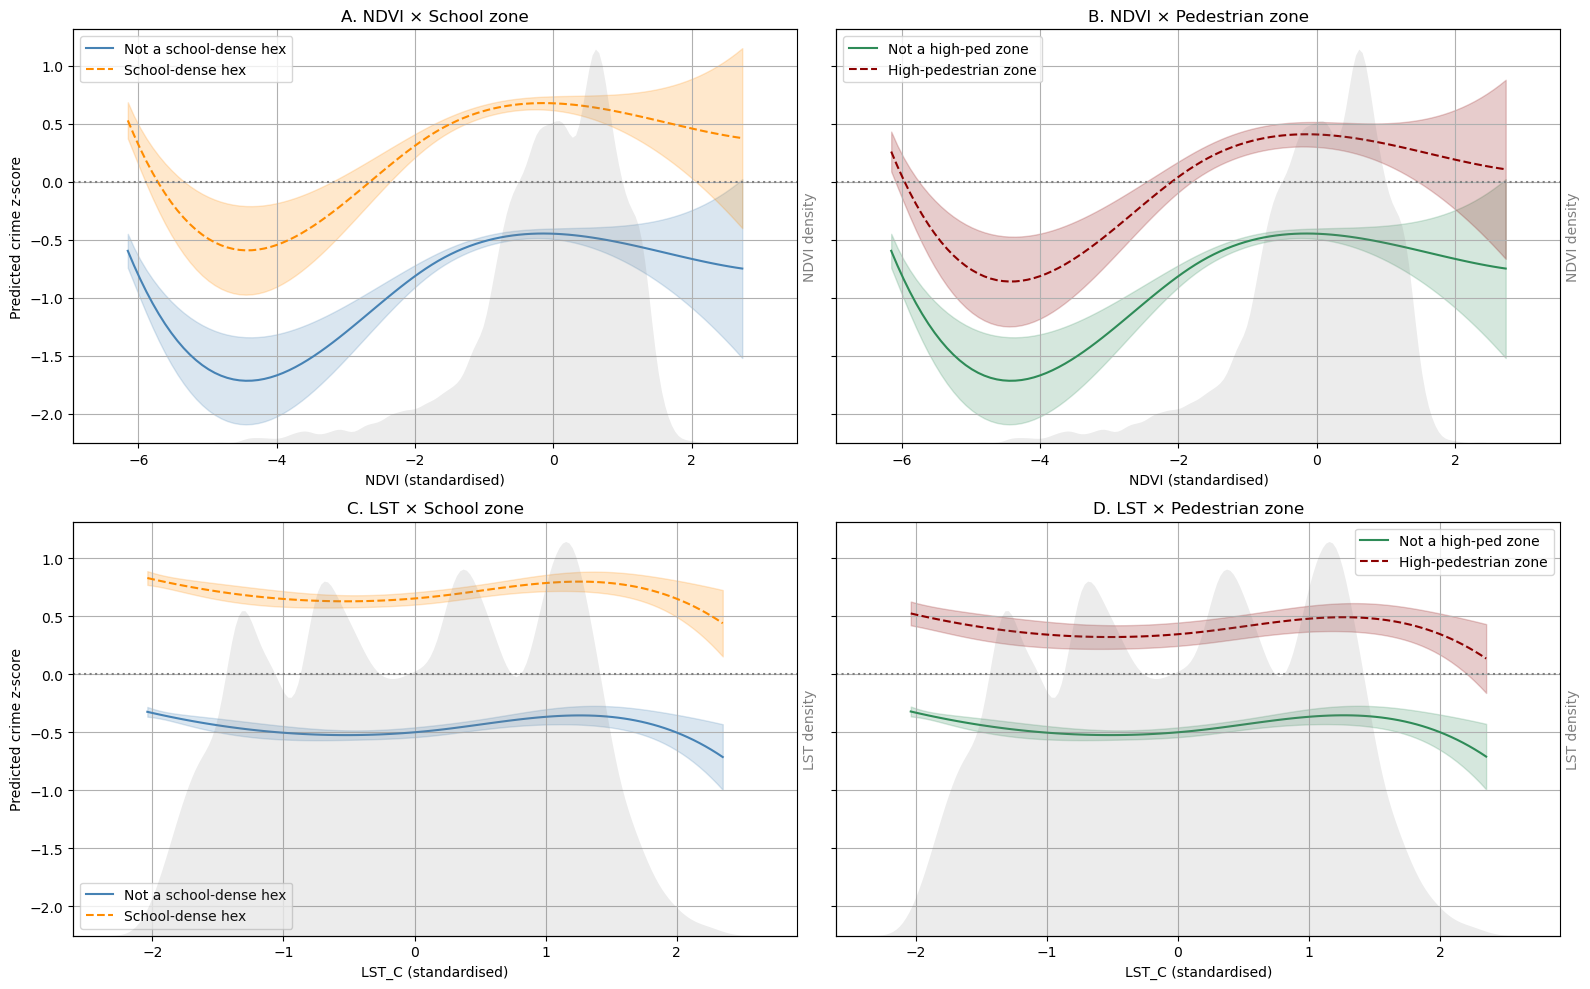 A. NDVI × School zone
B. NDVI × Pedestrian zone
Not a school-dense hex
School-dense hex
Not a high-ped zone
High-pedestrian zone
1.0
0.5
0.0
−0.5
−1.0
−1.5
−2.0
Predicted crime z-score
NDVI density
NDVI density
−6 −4 −2 0 2
−6 −4 −2 0 2
NDVI (standardised)
NDVI (standardised)
C. LST × School zone
D. LST × Pedestrian zone
Not a high-ped zone
High-pedestrian zone
1.0
0.5
0.0
−0.5
−1.0
−1.5
−2.0
Predicted crime z-score
LST density
LST density
Not a school-dense hex
School-dense hex
−2 −1 0 1 2
−2 −1 0 1 2
LST_C (standardised)
LST_C (standardised)